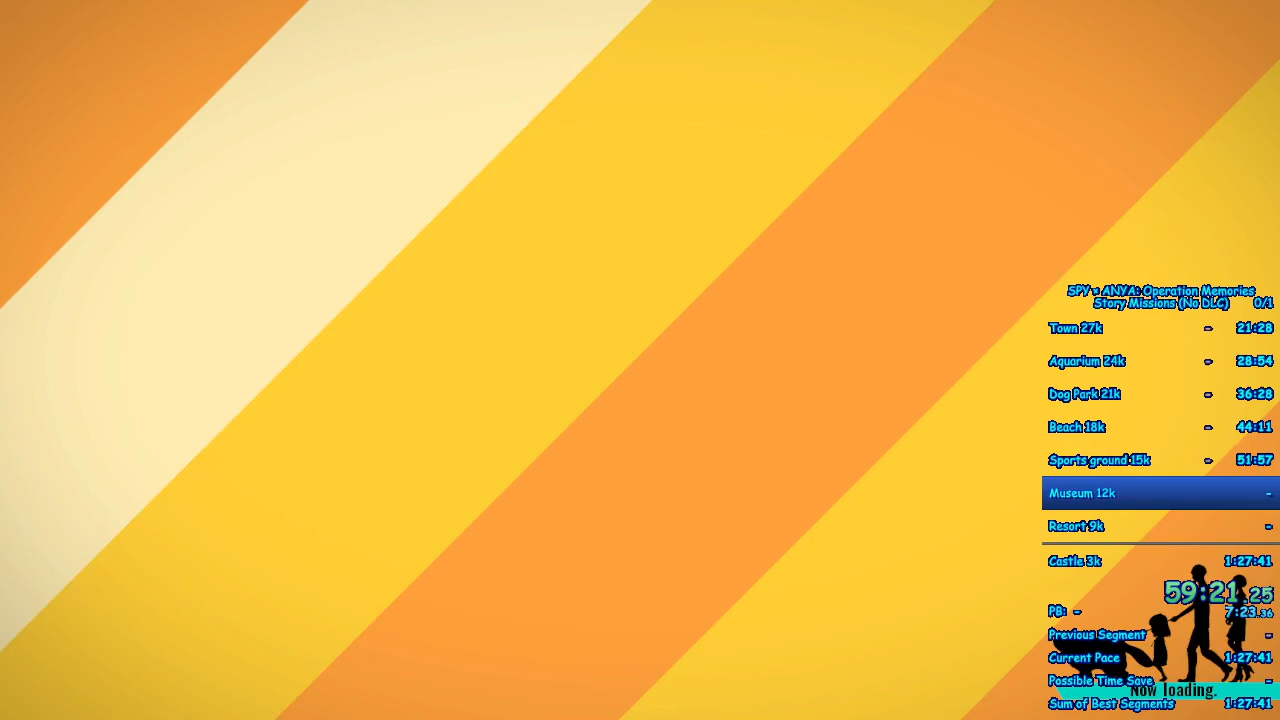 SPY × ANYA: Operation Memories
Story Missions (No DLC) 0/1
Town 27k - 21:28
Aquarium 24k - 28:54
Dog Park 21k - 36:28
Beach 18k - 44:11
Sports ground 15k - 51:57
Museum 12k -
Resort 9k -
Castle 3k 1:27:41
59:21.25
PB: - 7:23.36
Previous Segment -
Current Pace 1:27:41
Possible Time Save -
Now loading.
Sum of Best Segments 1:27:41